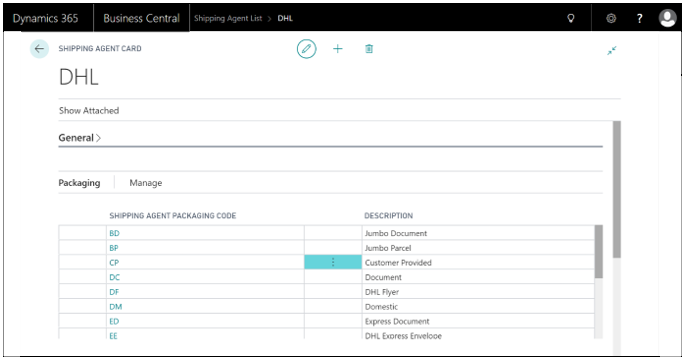 Dynamics 365 Business Central Shipping Agent List > DHL ?
SHIPPING AGENT CARD
DHL
Show Attached
General >
Packaging Manage
SHIPPING AGENT PACKAGING CODE DESCRIPTION
BD Jumbo Document
BP Jumbo Parcel
CP Customer Provided
DC Document
DF DHL Flyer
DM Domestic
ED Express Document
EE DHL Express Envelope